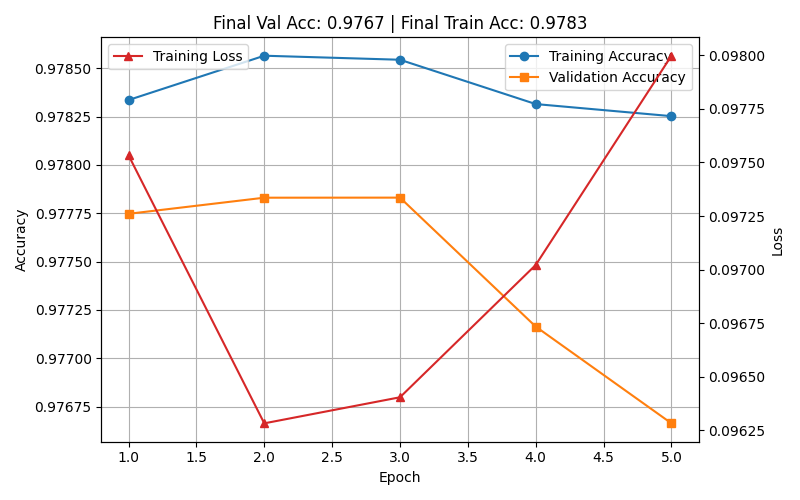 Final Val Acc: 0.9767 | Final Train Acc: 0.9783
Training Loss
Training Accuracy
Validation Accuracy
Accuracy
0.97850
0.97825
0.97800
0.97775
0.97750
0.97725
0.97700
0.97675
Loss
0.09800
0.09775
0.09750
0.09725
0.09700
0.09675
0.09650
0.09625
1.0 1.5 2.0 2.5 3.0 3.5 4.0 4.5 5.0
Epoch